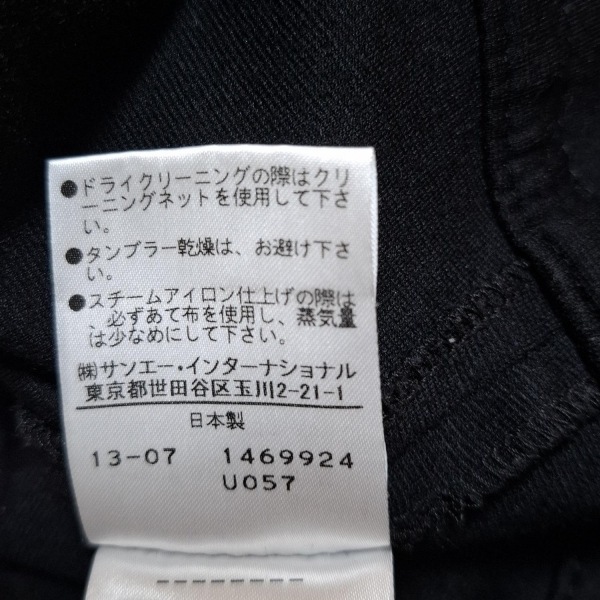 ●ドライクリーニングの際はクリ
ーニングネットを使用して下さ
い。
●タンブラー乾燥は、お避け下さ
い。
●スチームアイロン仕上げの際は
、必ずあて布を使用し、蒸気量
は少なめにして下さい。
㈱サンエー・インターナショナル
東京都世田谷区玉川2-21-1
日本製
13-07 1469924
U057
--------